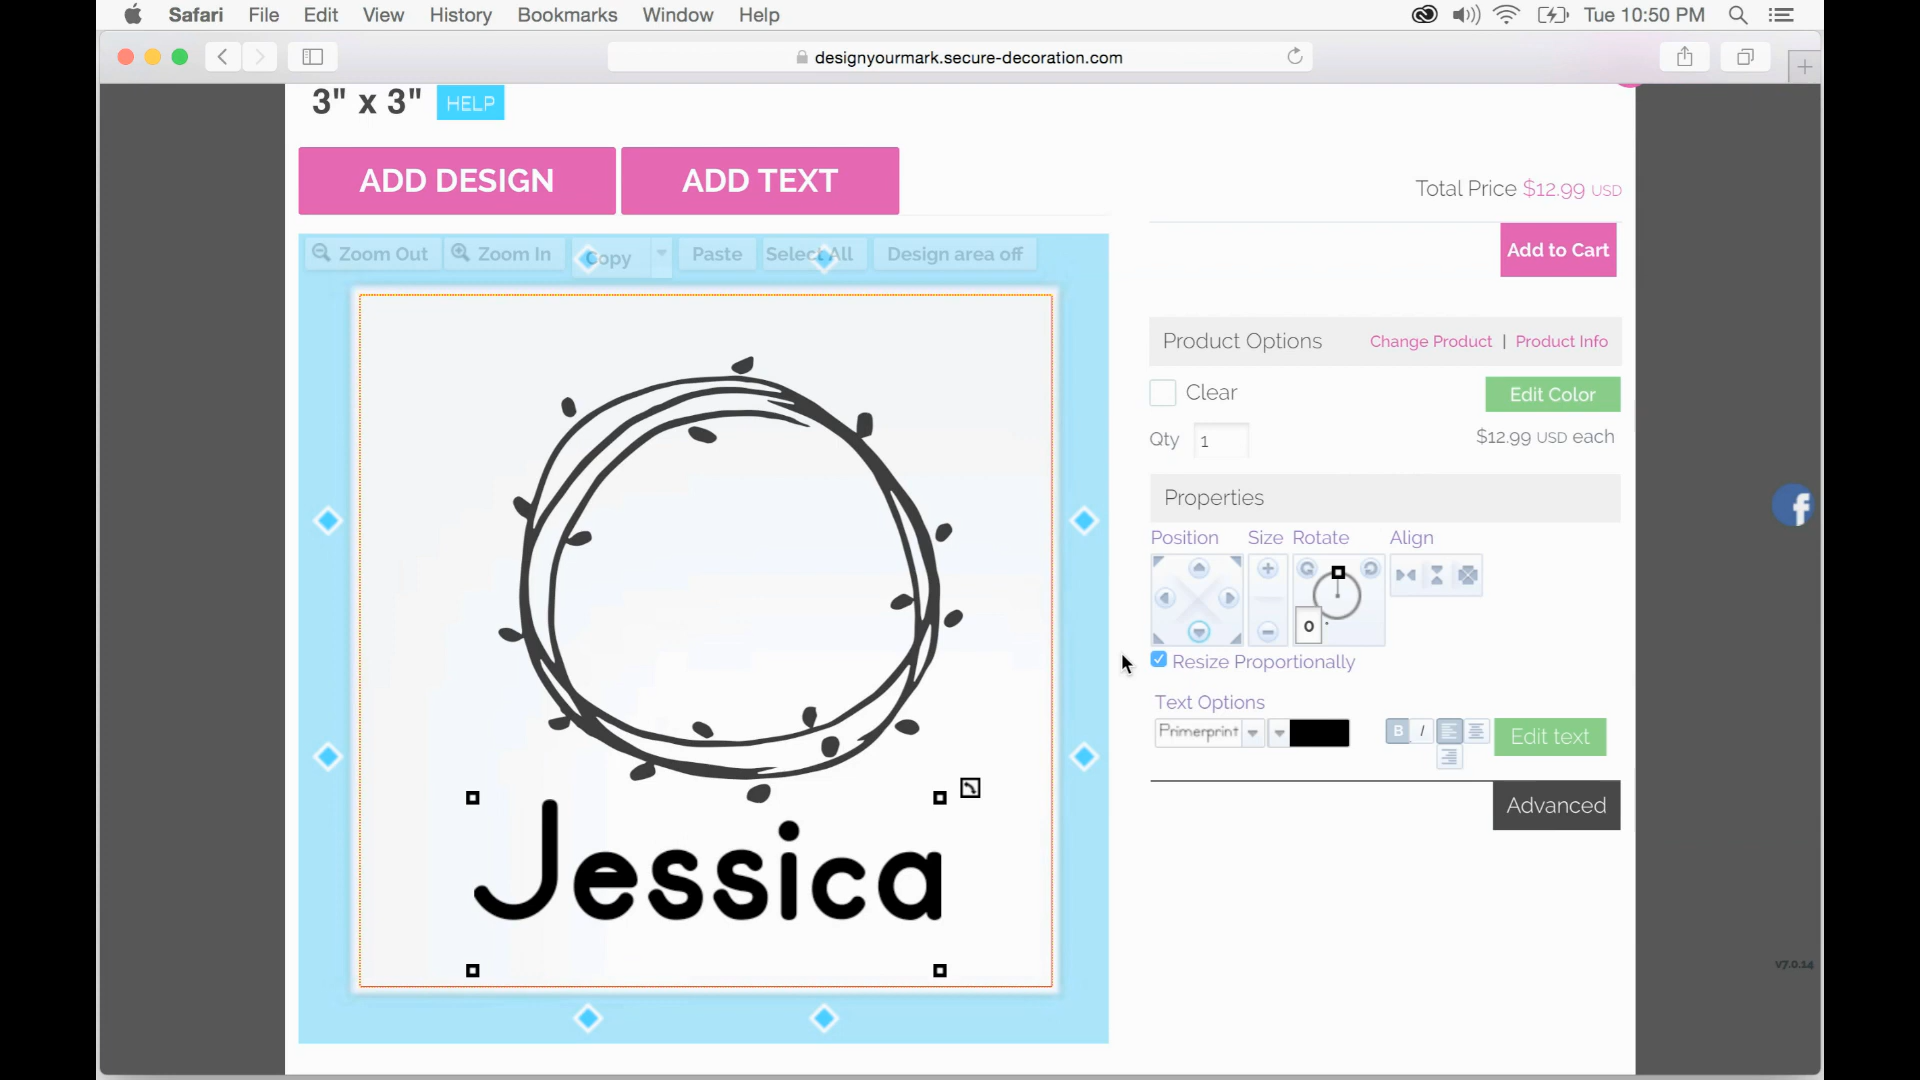 Safari File Edit View History Bookmarks Window Help Tue 10:50 PM
designyourmark.secure-decoration.com
3" x 3" HELP
ADD DESIGN ADD TEXT
Total Price $12.99 USD
Zoom Out Zoom In Copy Paste Select All Design area off
Add to Cart
Product Options Change Product | Product Info
Clear Edit Color
Qty 1 $12.99 USD each
Properties
Position Size Rotate Align
0
Resize Proportionally
Text Options
Primerprint B I Edit text
Advanced
Jessica
f
v7.0.14